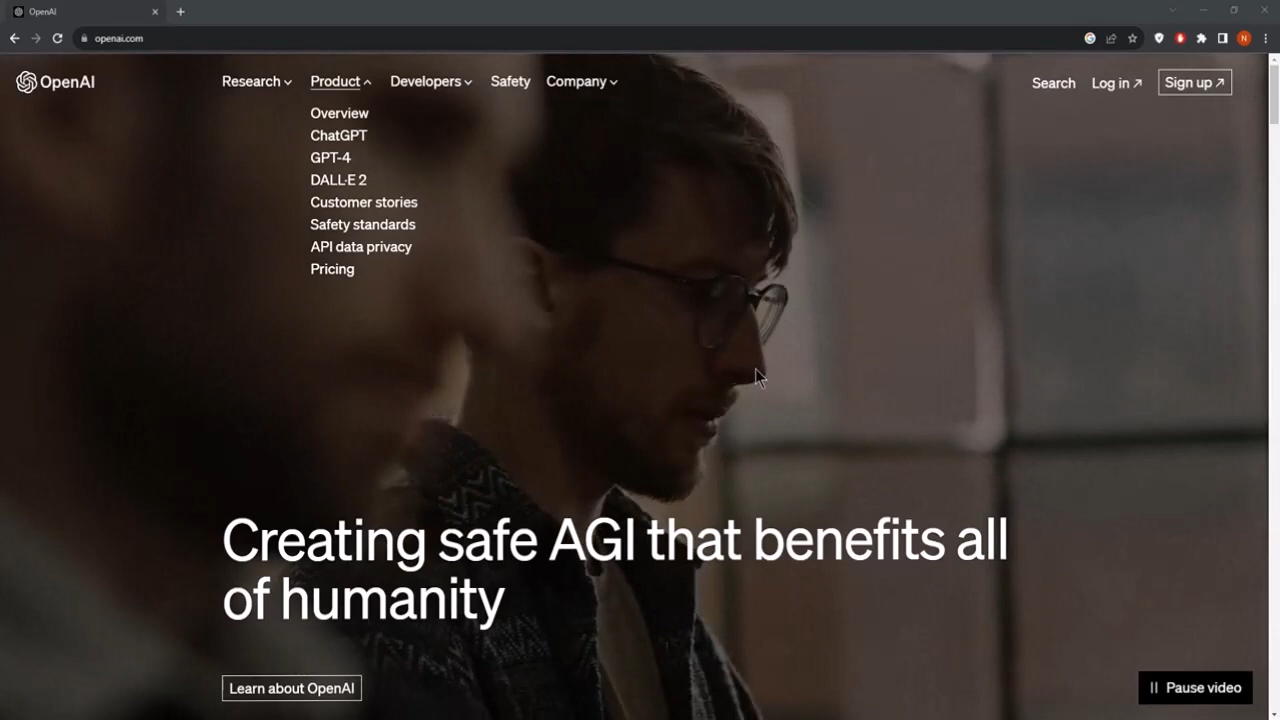 OpenAI
openai.com
N
OpenAI
Research
Product
Developers
Safety
Company
Search
Log in ↗
Sign up ↗
Overview
ChatGPT
GPT-4
DALL·E 2
Customer stories
Safety standards
API data privacy
Pricing
Creating safe AGI that benefits all
of humanity
Learn about OpenAI
Pause video